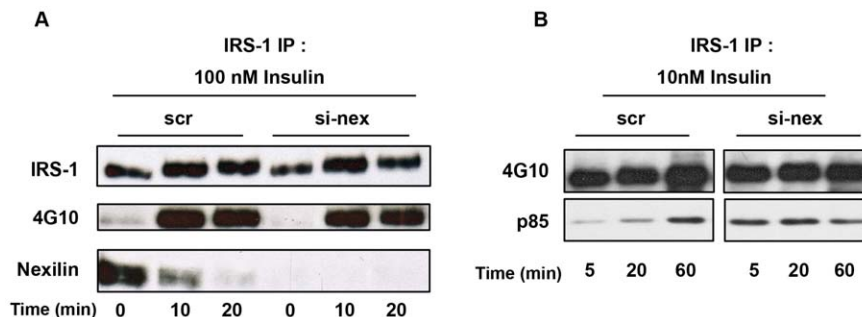 A
IRS-1 IP :
100 nM Insulin
scr si-nex
IRS-1
4G10
Nexilin
Time (min) 0 10 20 0 10 20
B
IRS-1 IP :
10nM Insulin
scr si-nex
4G10
p85
Time (min) 5 20 60 5 20 60